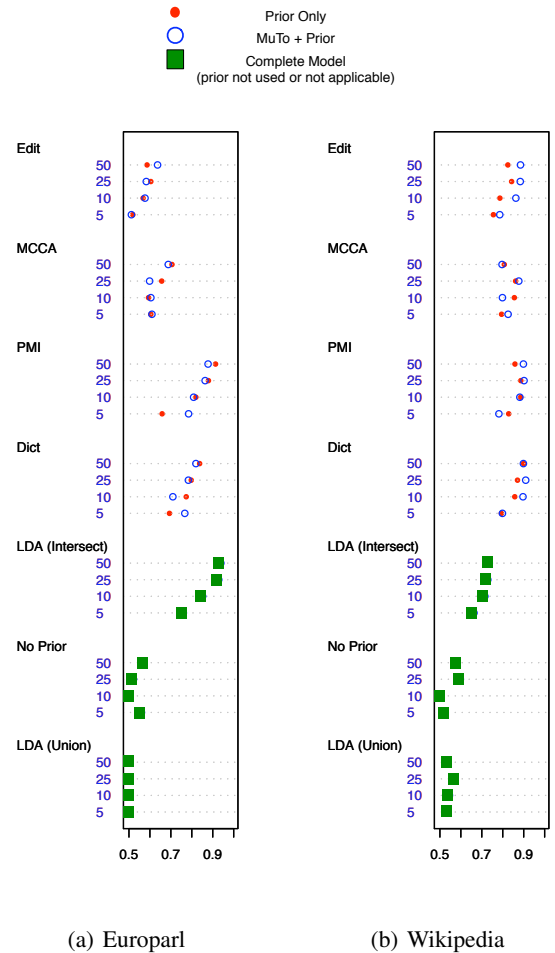 Prior Only
MuTo + Prior
Complete Model
(prior not used or not applicable)
Edit
50
25
10
5
MCCA
50
25
10
5
PMI
50
25
10
5
Dict
50
25
10
5
LDA (Intersect)
50
25
10
5
No Prior
50
25
10
5
LDA (Union)
50
25
10
5
0.5 0.7 0.9
(a) Europarl
Edit
50
25
10
5
MCCA
50
25
10
5
PMI
50
25
10
5
Dict
50
25
10
5
LDA (Intersect)
50
25
10
5
No Prior
50
25
10
5
LDA (Union)
50
25
10
5
0.5 0.7 0.9
(b) Wikipedia